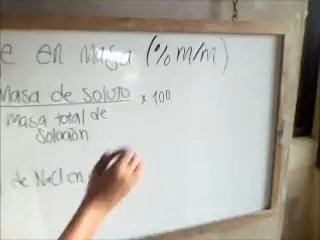 e en masa (% m/m)
masa de soluto × 100
masa total de
solución
de NaCl en